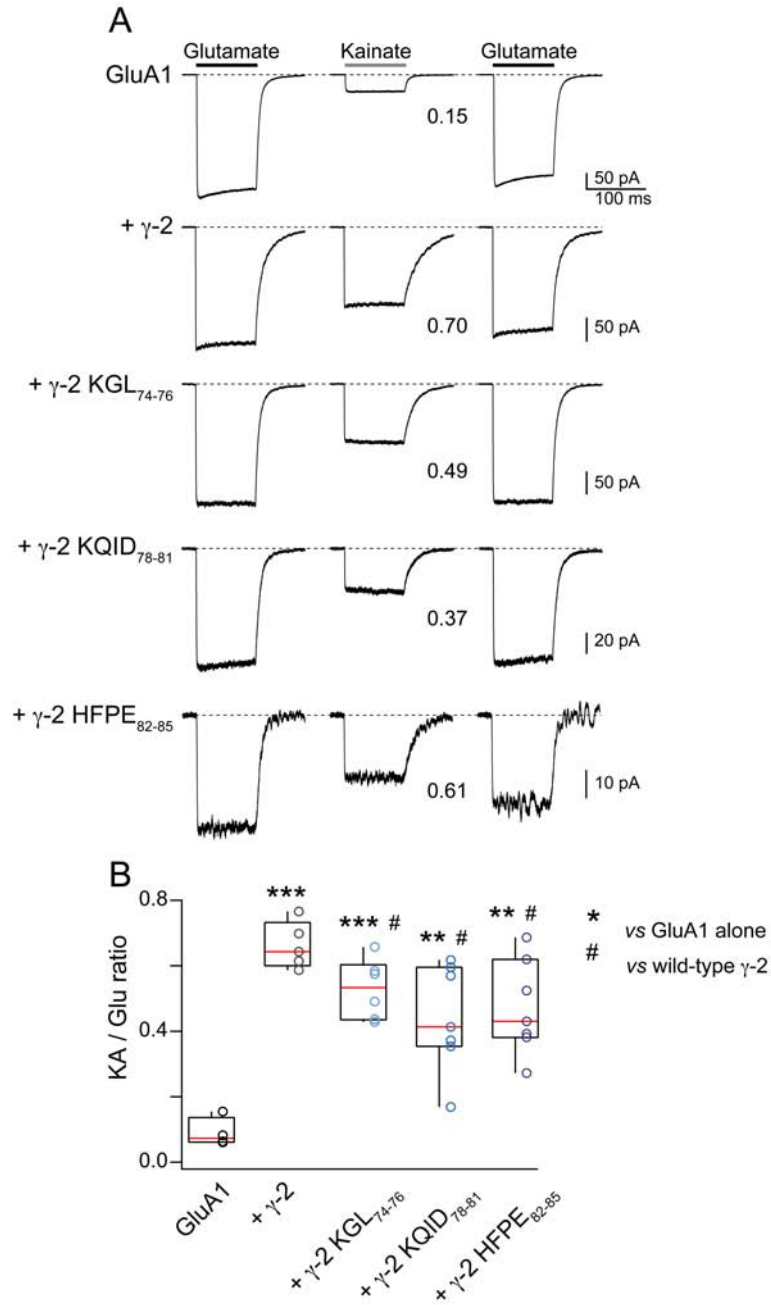 A
Glutamate Kainate Glutamate
GluA1
0.15
50 pA
100 ms
+ γ-2
0.70
50 pA
+ γ-2 KGL74-76
0.49
50 pA
+ γ-2 KQID78-81
0.37
20 pA
+ γ-2 HFPE82-85
0.61
10 pA
B
0.8
*** *** # ** # ** # * vs GluA1 alone
# vs wild-type γ-2
KA / Glu ratio
0.4
0.0
GluA1 + γ-2 + γ-2 KGL74-76 + γ-2 KQID78-81 + γ-2 HFPE82-85